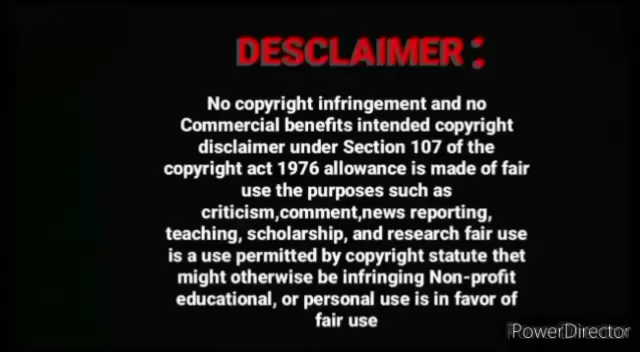 DESCLAIMER:
No copyright infringement and no
Commercial benefits intended copyright
disclaimer under Section 107 of the
copyright act 1976 allowance is made of fair
use the purposes such as
criticism,comment,news reporting,
teaching, scholarship, and research fair use
is a use permitted by copyright statute thet
might otherwise be infringing Non-profit
educational, or personal use is in favor of
fair use
PowerDirector